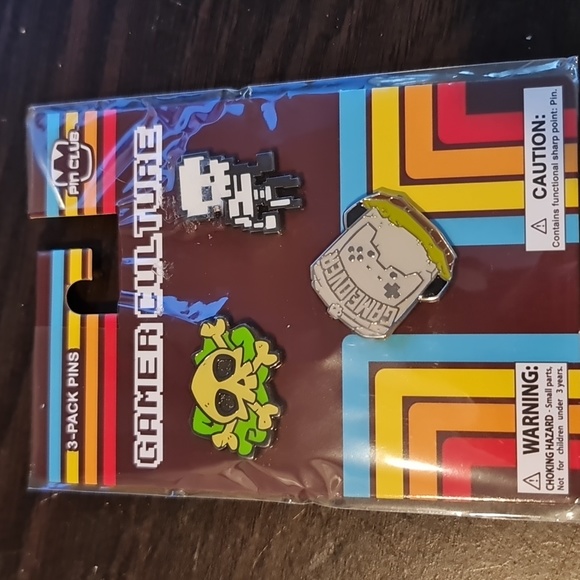 PIN CLUB
3-PACK PINS
GAMER CULTURE
GAME OVER
WARNING:
CHOKING HAZARD - Small parts,
Not for children under 3 years.
CAUTION:
Contains functional sharp point: Pin.